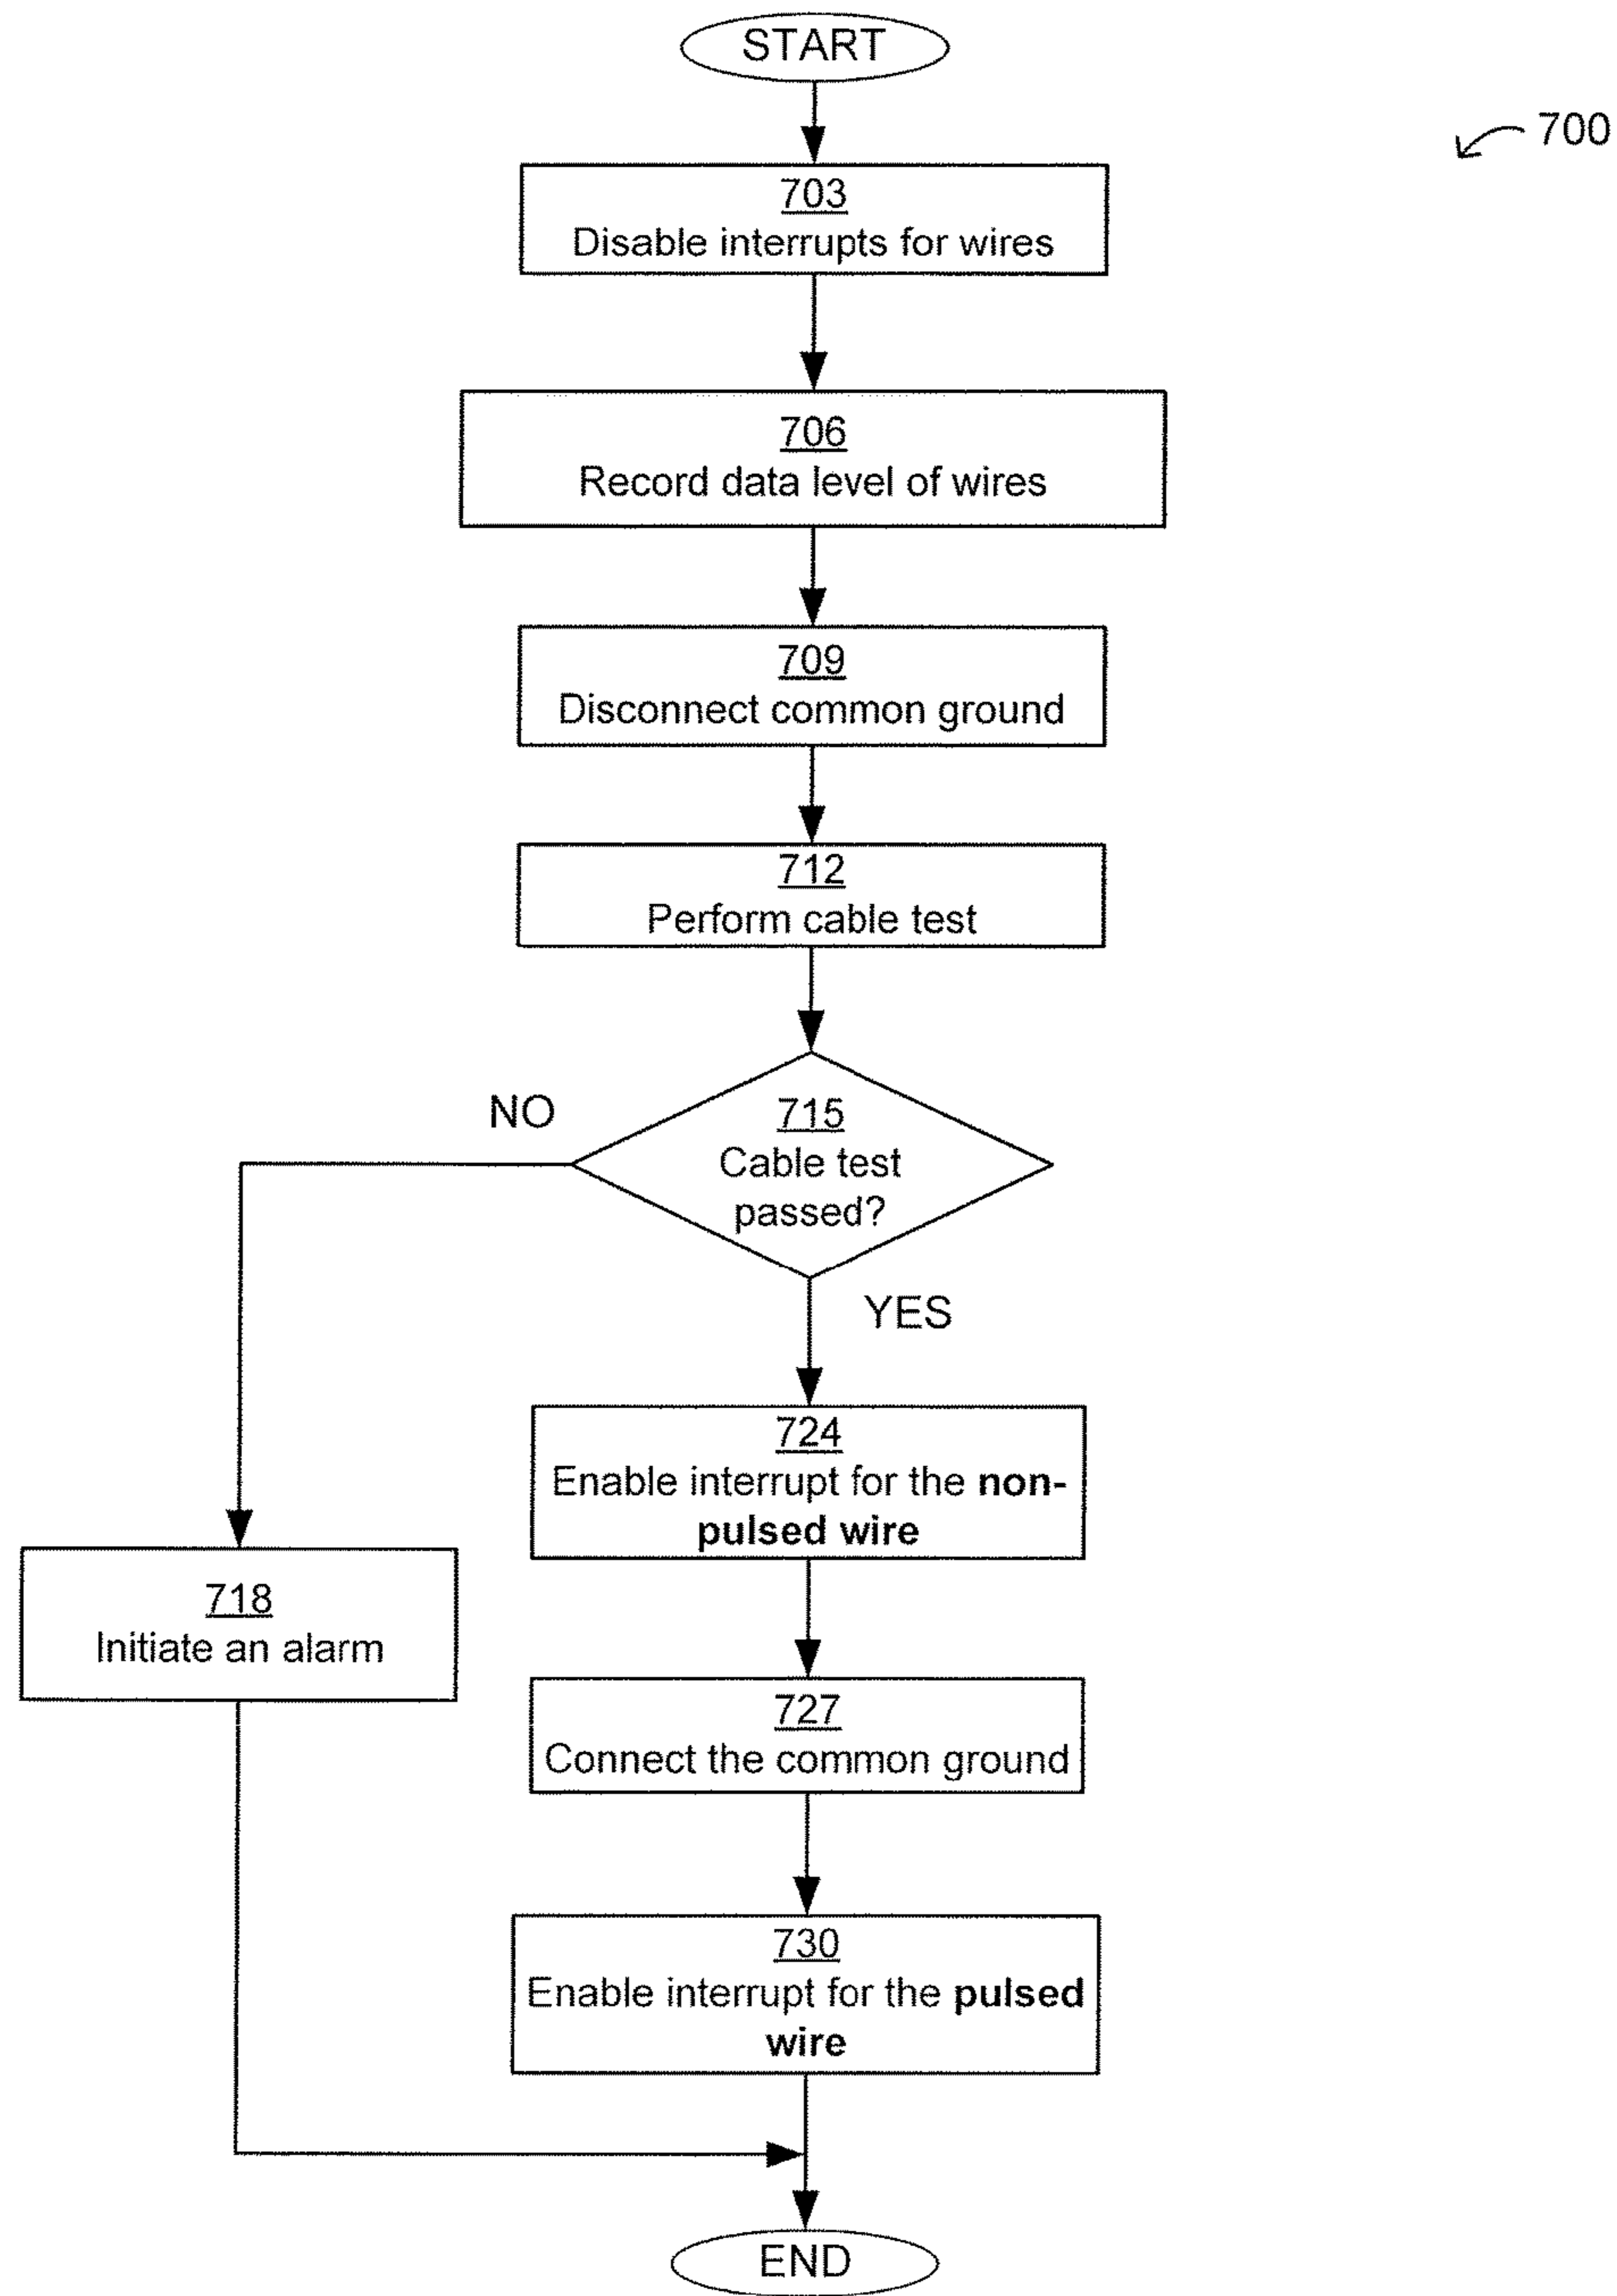 START
700
703
Disable interrupts for wires
706
Record data level of wires
709
Disconnect common ground
712
Perform cable test
NO
715
Cable test
passed?
YES
724
Enable interrupt for the non-
pulsed wire
718
Initiate an alarm
727
Connect the common ground
730
Enable interrupt for the pulsed
wire
END